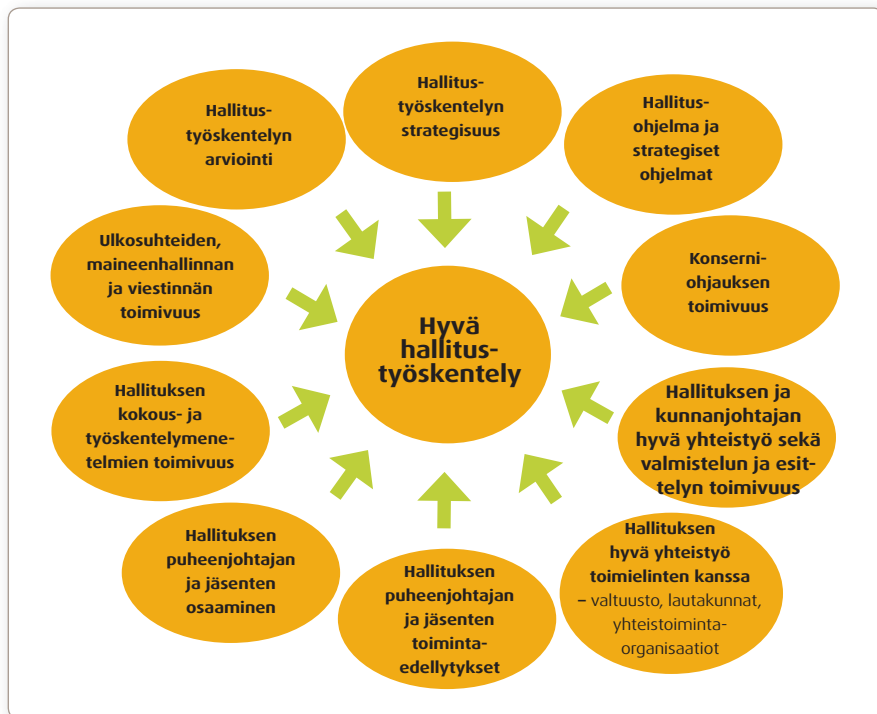 Hallitus-
työskentelyn
strategisuus
Hallitus-
ohjelma ja
strategiset
ohjelmat
Konserni-
ohjauksen
toimivuus
Hallituksen ja
kunnanjohtajan
hyvä yhteistyö sekä
valmistelun ja esit-
telyn toimivuus
Hallituksen
hyvä yhteistyö
toimielinten kanssa
– valtuusto, lautakunnat,
yhteistoiminta-
organisaatiot
Hallituksen
puheenjohtajan
ja jäsenten
toiminta-
edellytykset
Hallituksen
puheenjohtajan
ja jäsenten
osaaminen
Hallituksen
kokous- ja
työskentelymene-
telmien toimivuus
Ulkosuhteiden,
maineenhallinnan
ja viestinnän
toimivuus
Hallitus-
työskentelyn
arviointi
Hyvä
hallitus-
työskentely